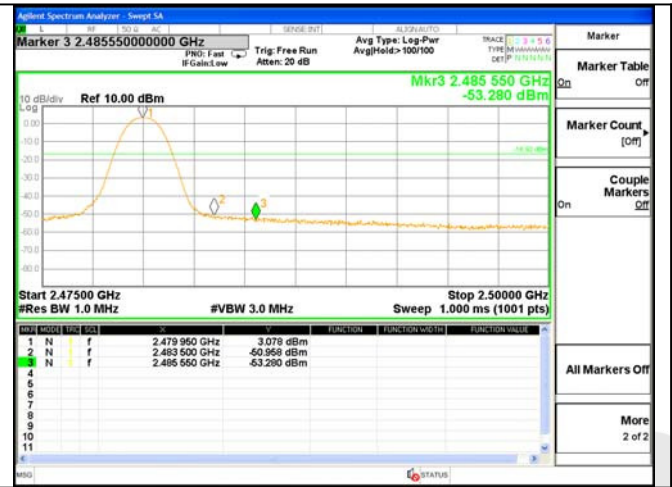 Agilent Spectrum Analyzer - Swept SA
L RF 50 Ω AC SENSE:INT ALIGNAUTO
Marker 3 2.485550000000 GHz
PNO: Fast
IFGain:Low
Trig: Free Run
Atten: 20 dB
Avg Type: Log-Pwr
Avg|Hold:>100/100
TRACE 1 2 3 4 5 6
TYPE
DET P N N N N N
Mkr3 2.485 550 GHz
-53.280 dBm
10 dB/div Ref 10.00 dBm
Log
0.00
-10.0
-20.0
-30.0
-40.0
-50.0
-60.0
-70.0
-80.0
1
2
3
Start 2.47500 GHz
Stop 2.50000 GHz
#Res BW 1.0 MHz
#VBW 3.0 MHz
Sweep 1.000 ms (1001 pts)
MKR MODE TRC SCL X Y FUNCTION FUNCTION WIDTH FUNCTION VALUE
1 N 1 f 2.479 950 GHz 3.078 dBm
2 N 1 f 2.483 500 GHz -50.958 dBm
3 N 1 f 2.485 550 GHz -53.280 dBm
4
5
6
7
8
9
10
11
MSG
STATUS
Marker
Marker Table
On Off
Marker Count
[Off]
Couple
Markers
On Off
All Markers Off
More
2 of 2